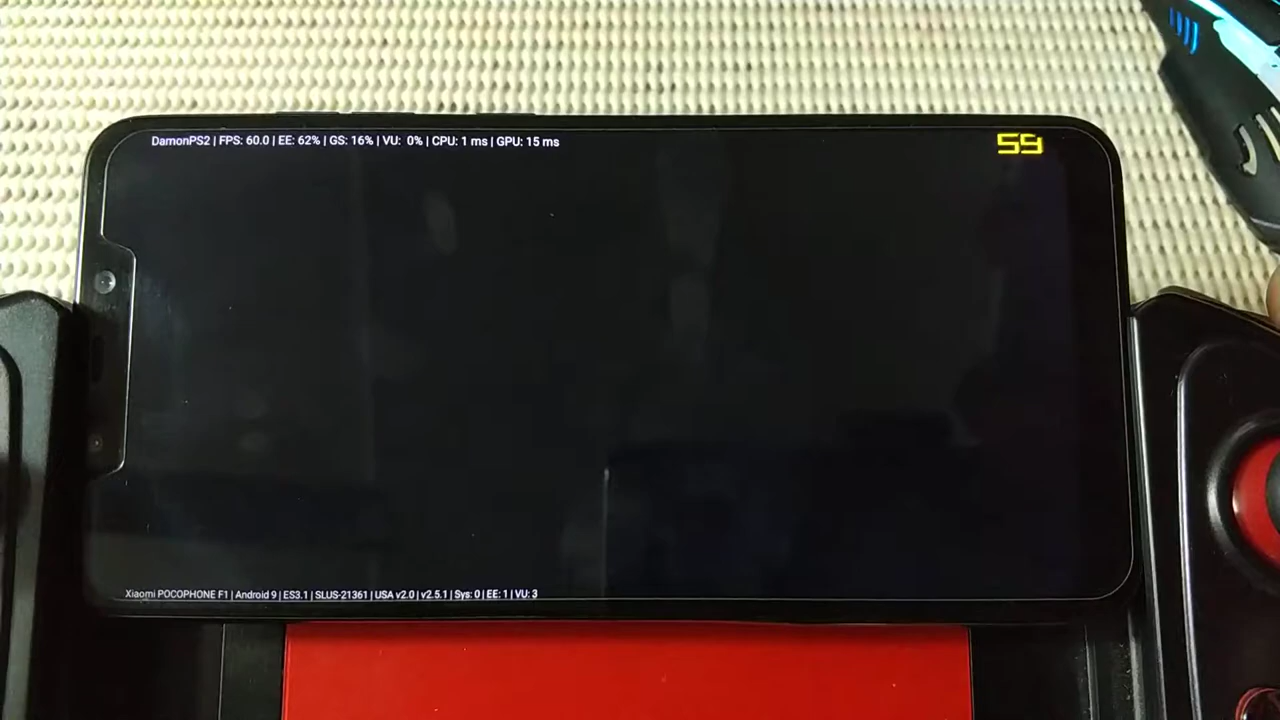 DamonPS2 | FPS: 60.0 | EE: 62% | GS: 16% | VU: 0% | CPU: 1 ms | GPU: 15 ms
59
Xiaomi POCOPHONE F1 | Android 9 | ES3.1 | SLUS-21361 | USA v2.0 | v2.5.1 | Sys: 0 | EE: 1 | VU: 3